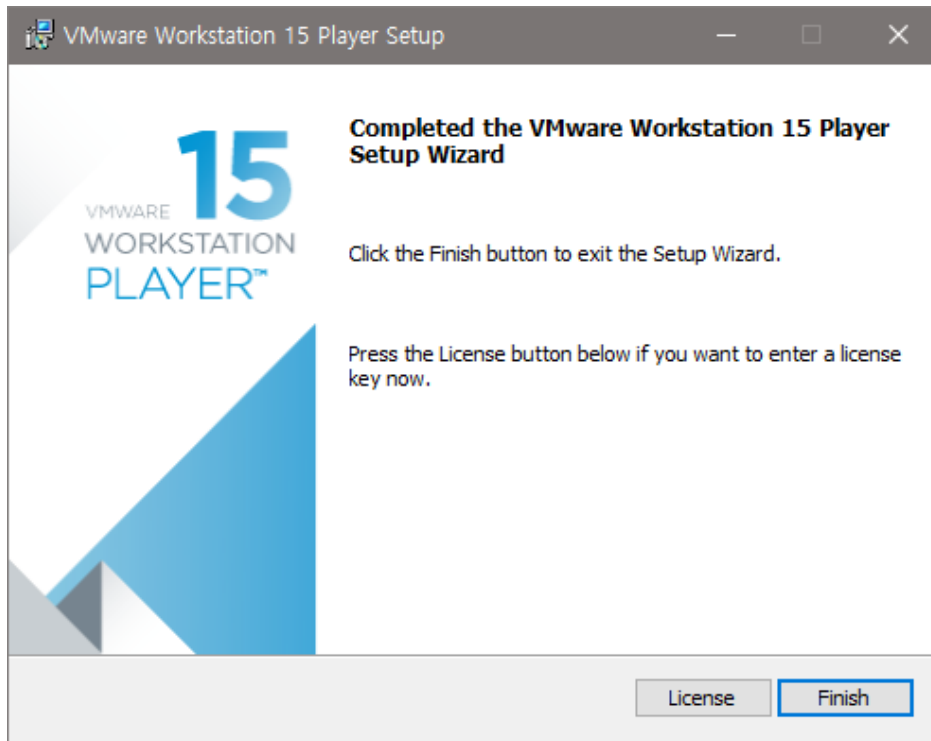 VMware Workstation 15 Player Setup
15
VMWARE
WORKSTATION
PLAYER™
Completed the VMware Workstation 15 Player
Setup Wizard
Click the Finish button to exit the Setup Wizard.
Press the License button below if you want to enter a license
key now.
License
Finish